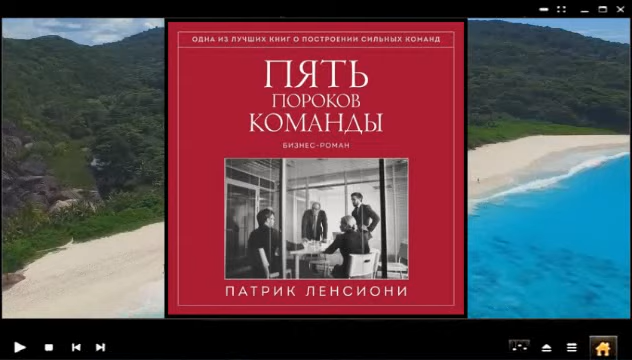 ОДНА ИЗ ЛУЧШИХ КНИГ О ПОСТРОЕНИИ СИЛЬНЫХ КОМАНД
ПЯТЬ
ПОРОКОВ
КОМАНДЫ
БИЗНЕС-РОМАН
ПАТРИК ЛЕНСИОНИ